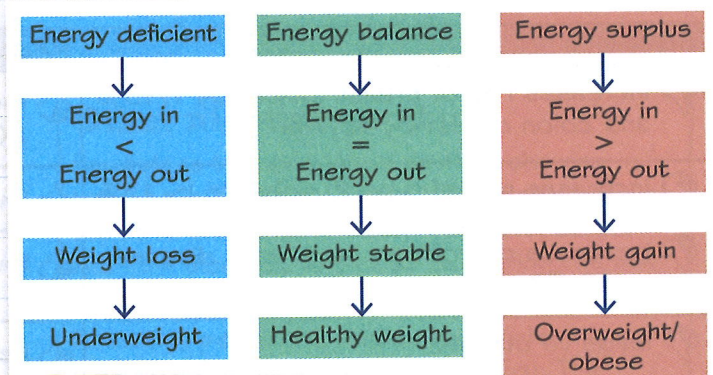 Energy deficient
Energy in
<
Energy out
Weight loss
Underweight
Energy balance
Energy in
=
Energy out
Weight stable
Healthy weight
Energy surplus
Energy in
>
Energy out
Weight gain
Overweight/
obese